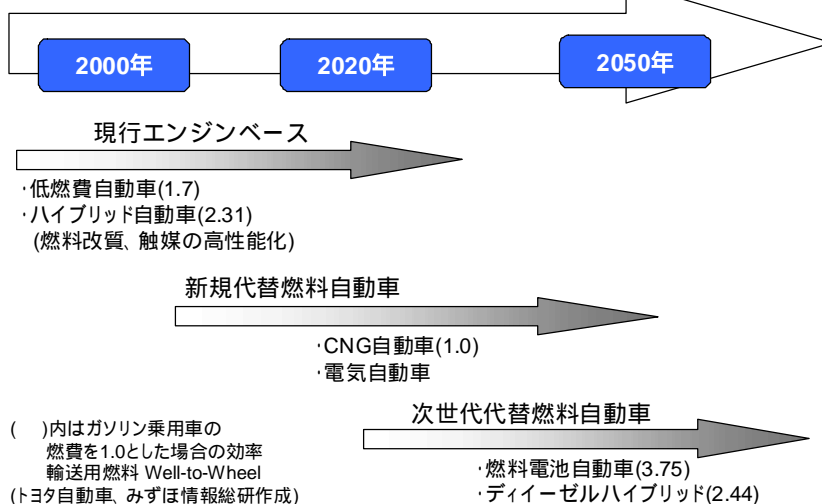 2000年
2020年
2050年
現行エンジンベース
・低燃費自動車(1.7)
・ハイブリッド自動車(2.31)
(燃料改質、触媒の高性能化)
新規代替燃料自動車
・CNG自動車(1.0)
・電気自動車
次世代代替燃料自動車
・燃料電池自動車(3.75)
・ディイーゼルハイブリッド(2.44)
(　)内はガソリン乗用車の
燃費を1.0とした場合の効率
輸送用燃料 Well-to-Wheel
(トヨタ自動車、みずほ情報総研作成)